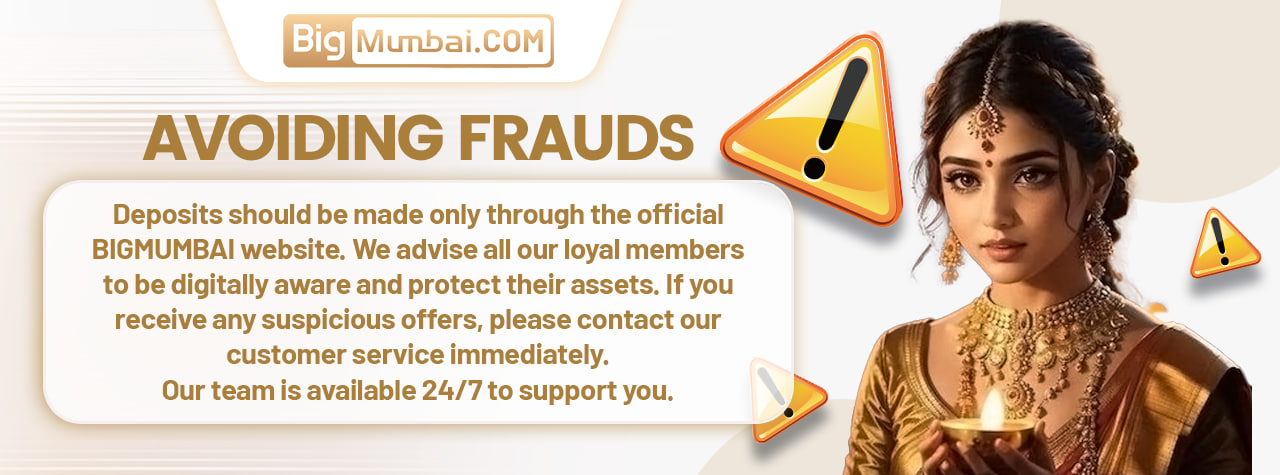 Big Mumbai.COM
AVOIDING FRAUDS
Deposits should be made only through the official
BIGMUMBAI website. We advise all our loyal members
to be digitally aware and protect their assets. If you
receive any suspicious offers, please contact our
customer service immediately.
Our team is available 24/7 to support you.